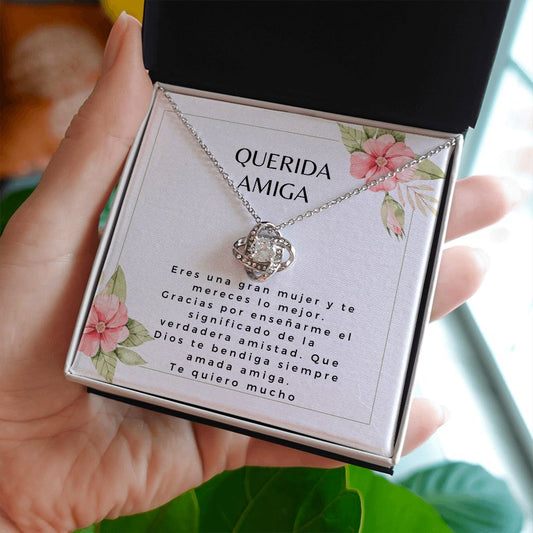 QUERIDA
AMIGA
Eres una gran mujer y te
mereces lo mejor.
Gracias por enseñarme el
significado de la
verdadera amistad. Que
Dios te bendiga siempre
amada amiga.
Te quiero mucho